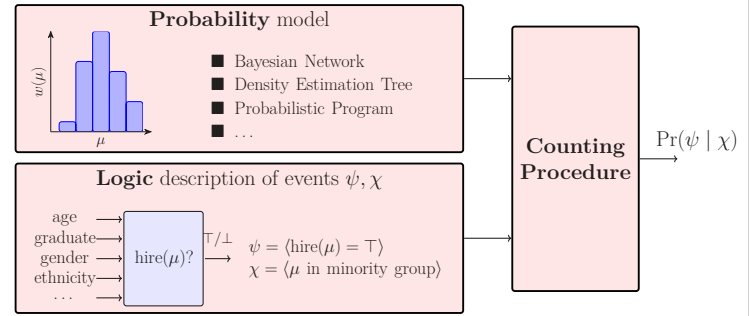 Probability model
w(μ)
μ
■ Bayesian Network
■ Density Estimation Tree
■ Probabilistic Program
■ ...
Logic description of events ψ, χ
age
graduate
gender
ethnicity
...
hire(μ)?
⊤/⊥
ψ = ⟨hire(μ) = ⊤⟩
χ = ⟨μ in minority group⟩
Counting
Procedure
Pr(ψ | χ)